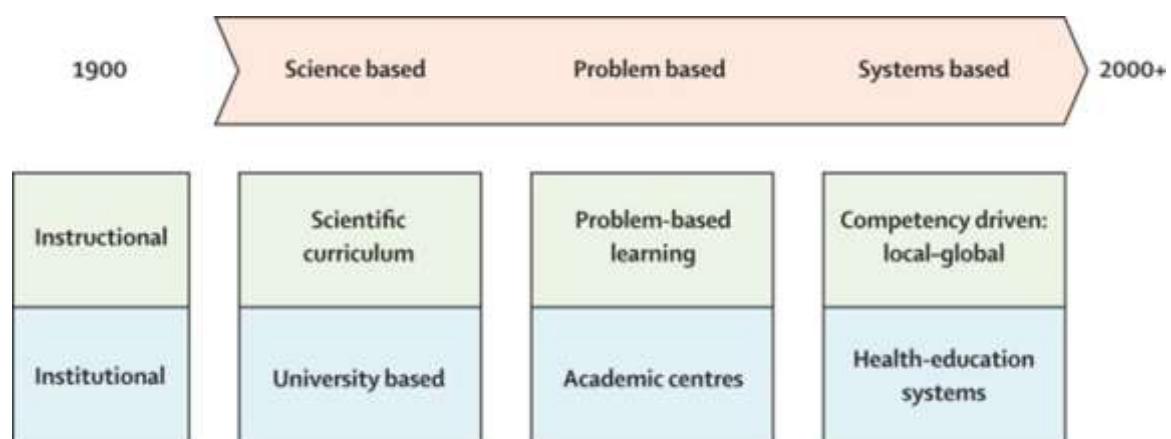 1900
Science based
Problem based
Systems based
2000+
Instructional
Scientific
curriculum
Problem-based
learning
Competency driven:
local–global
Institutional
University based
Academic centres
Health-education
systems